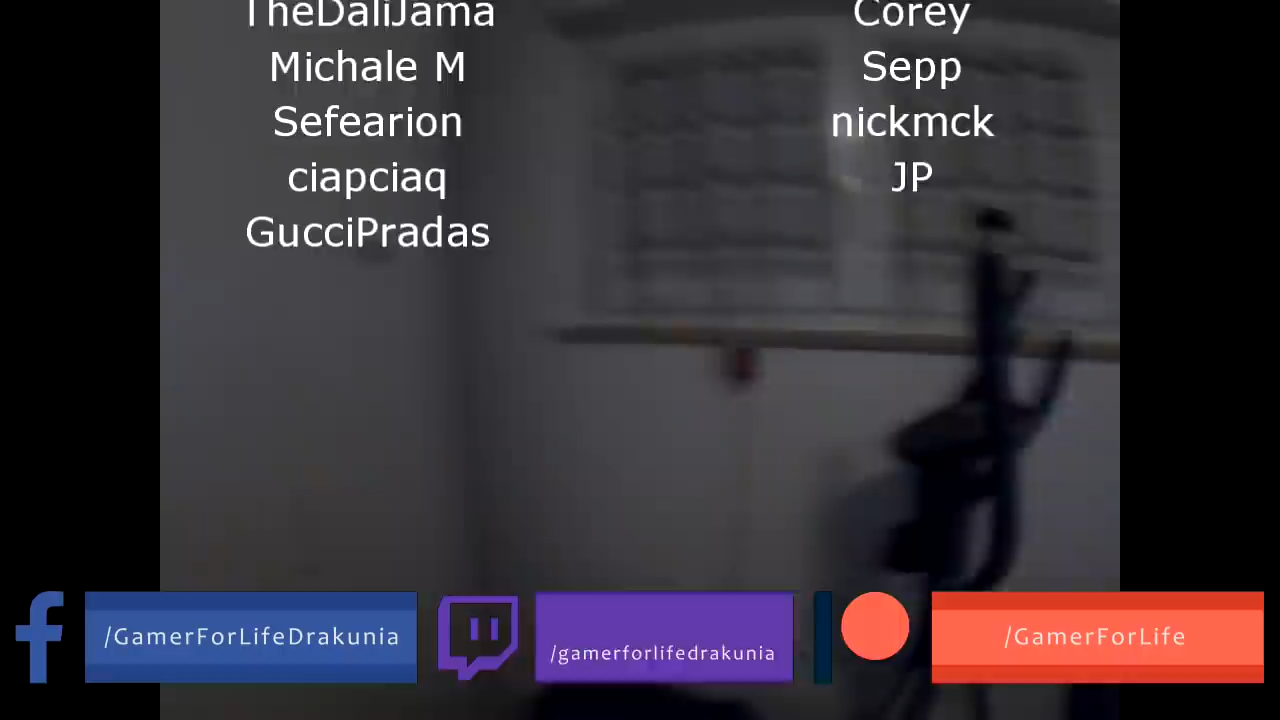 TheDaliJama
Michale M
Sefearion
ciapciaq
GucciPradas
Corey
Sepp
nickmck
JP
/GamerForLifeDrakunia
/gamerforlifedrakunia
/GamerForLife